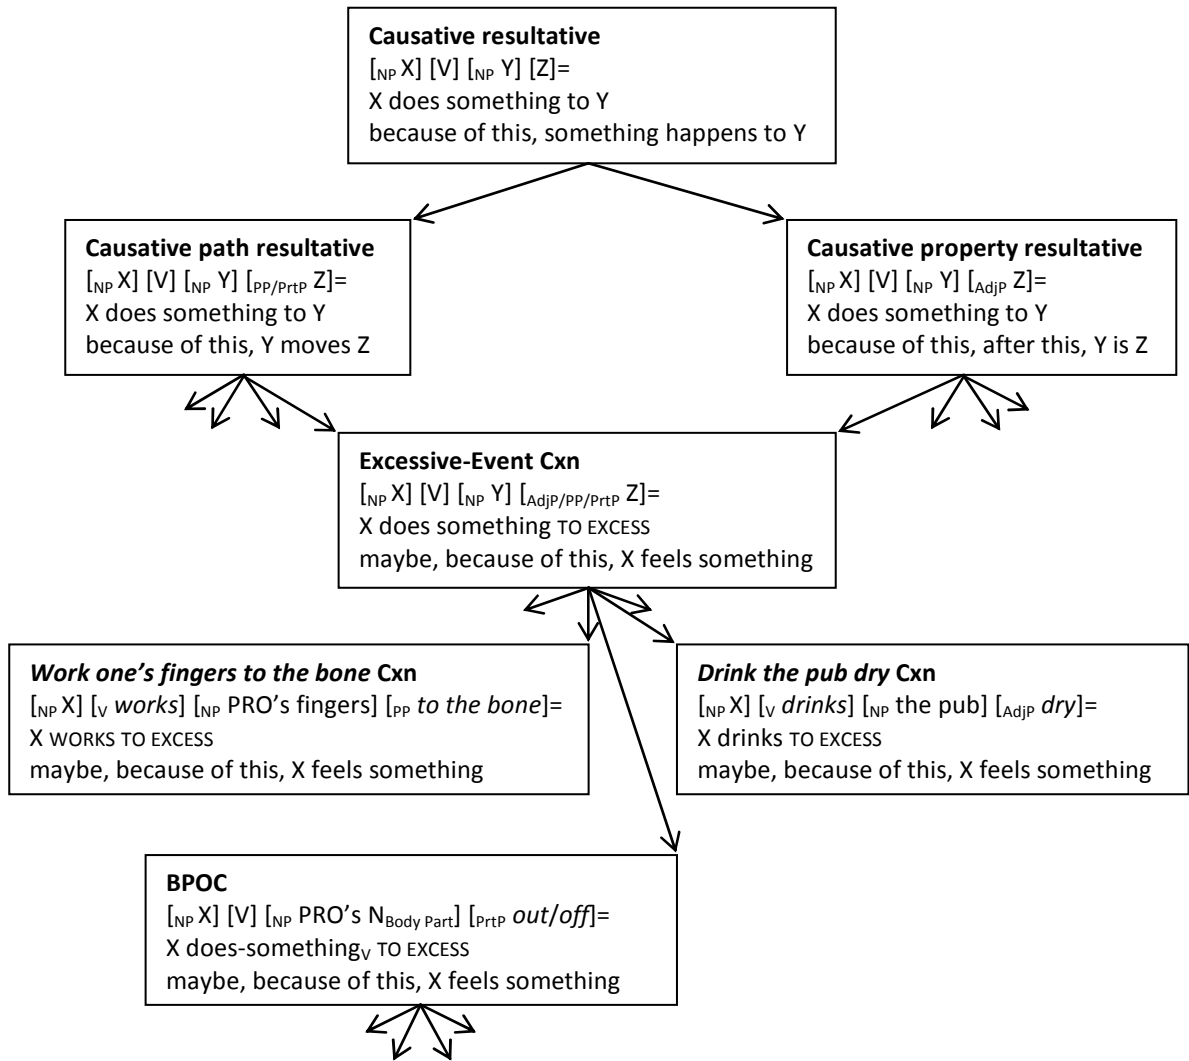 Causative resultative
[NP X] [V] [NP Y] [Z]=
X does something to Y
because of this, something happens to Y
Causative path resultative
[NP X] [V] [NP Y] [PP/PrtP Z]=
X does something to Y
because of this, Y moves Z
Causative property resultative
[NP X] [V] [NP Y] [AdjP Z]=
X does something to Y
because of this, after this, Y is Z
Excessive-Event Cxn
[NP X] [V] [NP Y] [AdjP/PP/PrtP Z]=
X does something TO EXCESS
maybe, because of this, X feels something
Work one's fingers to the bone Cxn
[NP X] [V works] [NP PRO's fingers] [PP to the bone]=
X WORKS TO EXCESS
maybe, because of this, X feels something
Drink the pub dry Cxn
[NP X] [V drinks] [NP the pub] [AdjP dry]=
X drinks TO EXCESS
maybe, because of this, X feels something
BPOC
[NP X] [V] [NP PRO's NBody Part] [PrtP out/off]=
X does-somethingV TO EXCESS
maybe, because of this, X feels something